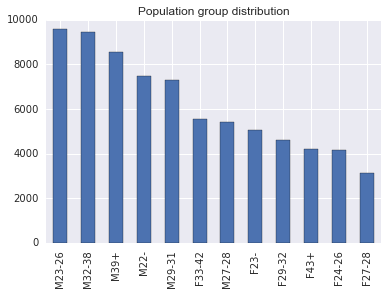 Population group distribution
10000
8000
6000
4000
2000
0
M23-26
M32-38
M39+
M22-
M29-31
F33-42
M27-28
F23-
F29-32
F43+
F24-26
F27-28